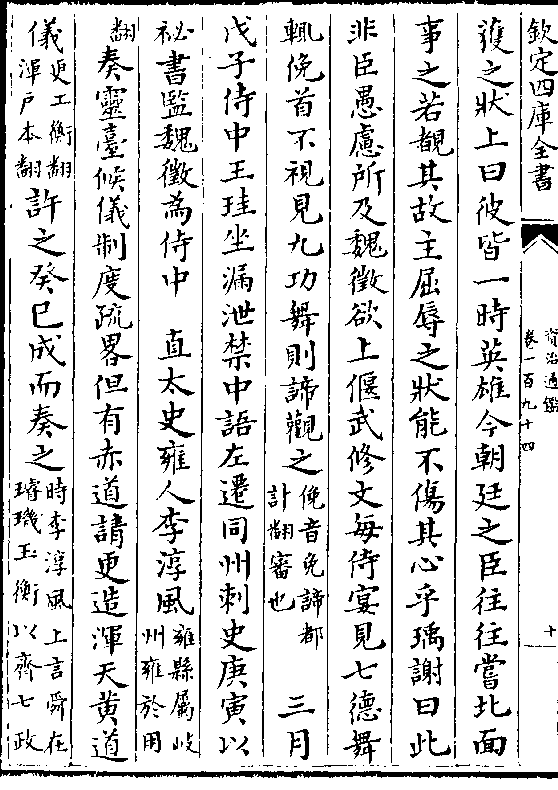 欽定四庫全書
資治通鑑
卷一百九十四
十
獲之狀上曰彼皆一時英雄今朝廷之臣往往嘗北面
事之若覩其故主屈辱之狀能不傷其心乎瑀謝曰此
非臣愚慮所及魏徵欲上偃武修文每侍宴見七德舞
輒俛首不視見九功舞則諦觀之俛音免諦都計翻審也 三月
戊子侍中王珪坐漏泄禁中語左遷同州刺史庚寅以
祕書監魏徵為侍中 直太史雍人李淳風雍縣屬岐州雍於用
翻奏靈臺候儀制度疏畧但有赤道請更造渾天黄道
儀更工衡翻渾戸本翻許之癸巳成而奏之時李淳風上言舜在璿璣玉衡以齊七政